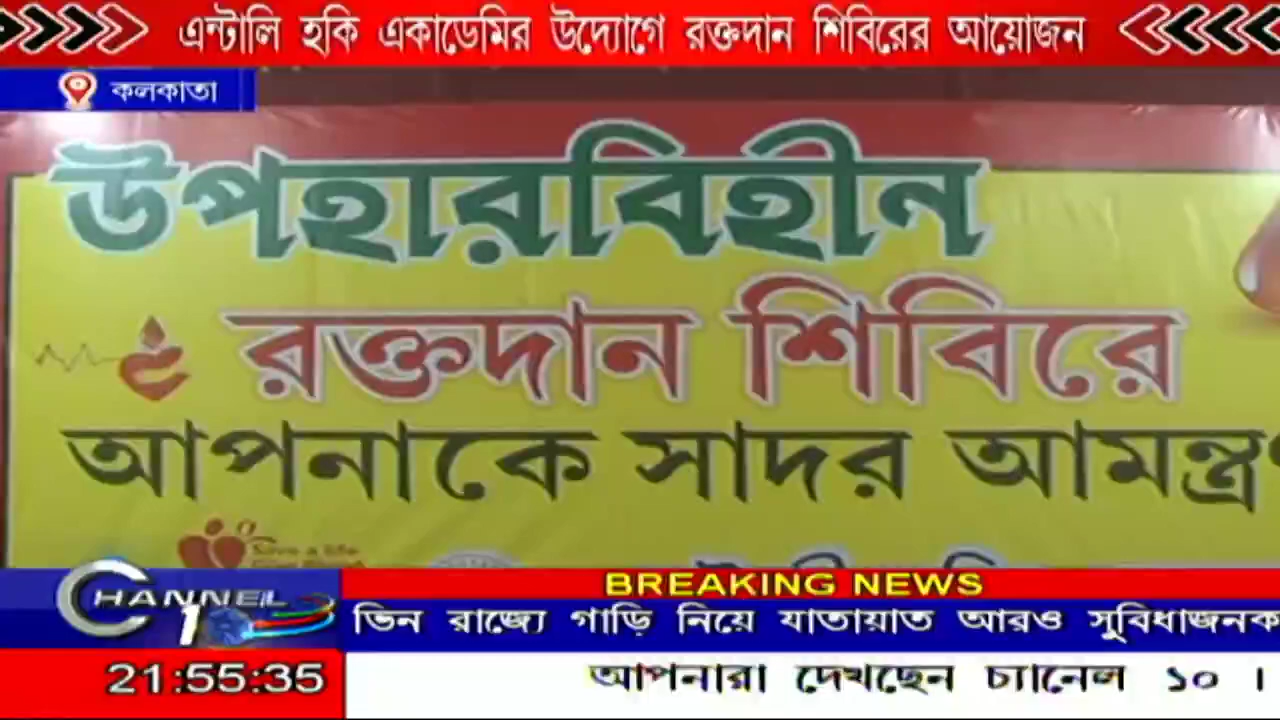 এন্টালি হকি একাডেমির উদ্যোগে রক্তদান শিবিরের আয়োজন
কলকাতা
উপহারবিহীন
রক্তদান শিবিরে
আপনাকে সাদর
Save a life
CHANNEL 10
BREAKING NEWS
ভিন রাজ্যে গাড়ি নিয়ে যাতায়াত আরও সুবিধাজনক
21:55:35
আপনারা দেখছেন চ্যানেল ১০ ।